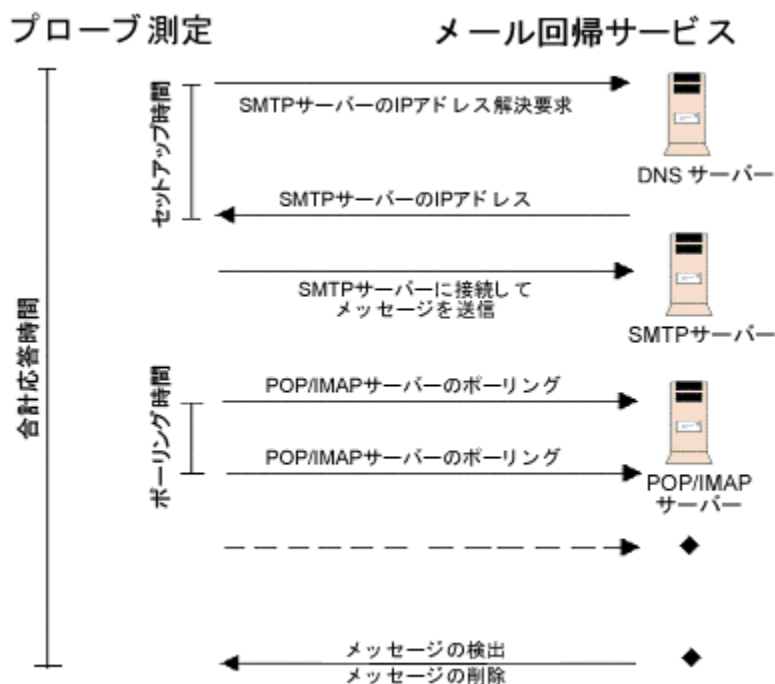 プローブ測定
メール回帰サービス
SMTPサーバーのIPアドレス解決要求
セットアップ時間
DNS サーバー
SMTPサーバーのIPアドレス
SMTPサーバーに接続して
メッセージを送信
SMTPサーバー
合計応答時間
POP/IMAPサーバーのポーリング
ポーリング時間
POP/IMAPサーバーのポーリング
POP/IMAP
サーバー
メッセージの検出
メッセージの削除